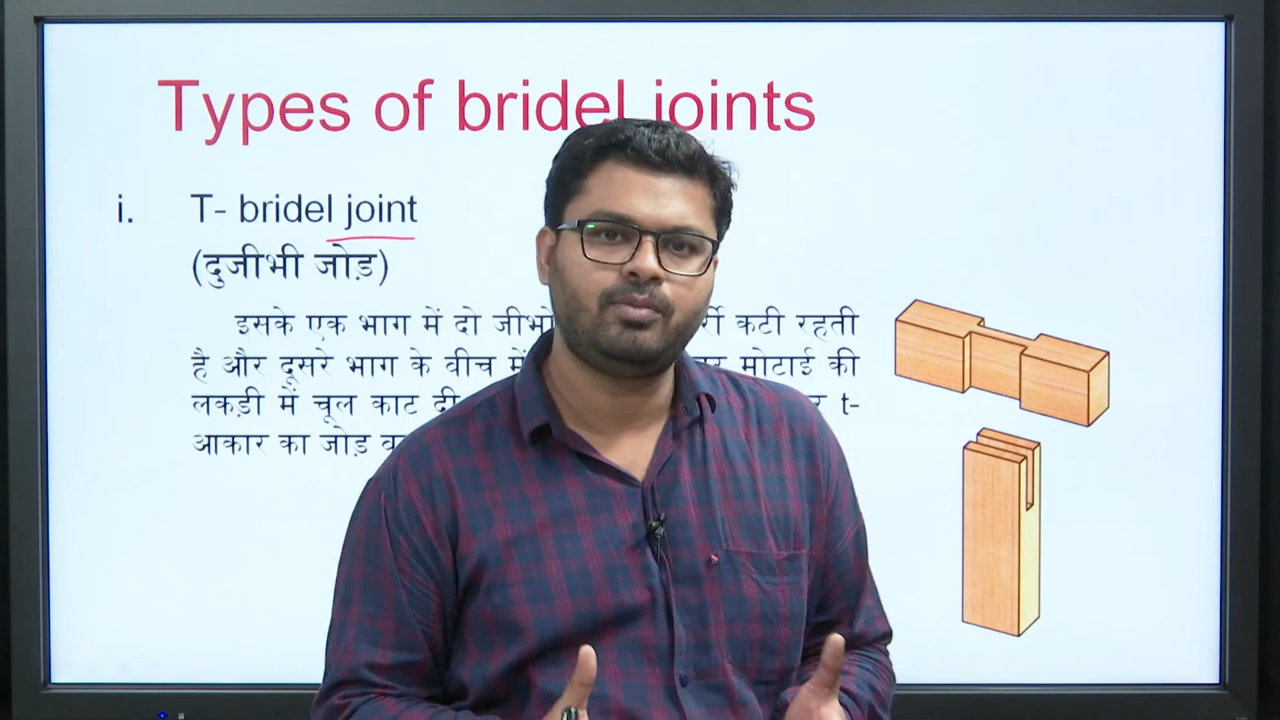 Types of bridel joints
i. T- bridel joint
(दुजीभी जोड़)
इसके एक भाग में दो कटी रहती
है और दूसरे भाग के वीच में मोटाई की
लकड़ी में चूल काट दी t-
आकार का जोड़